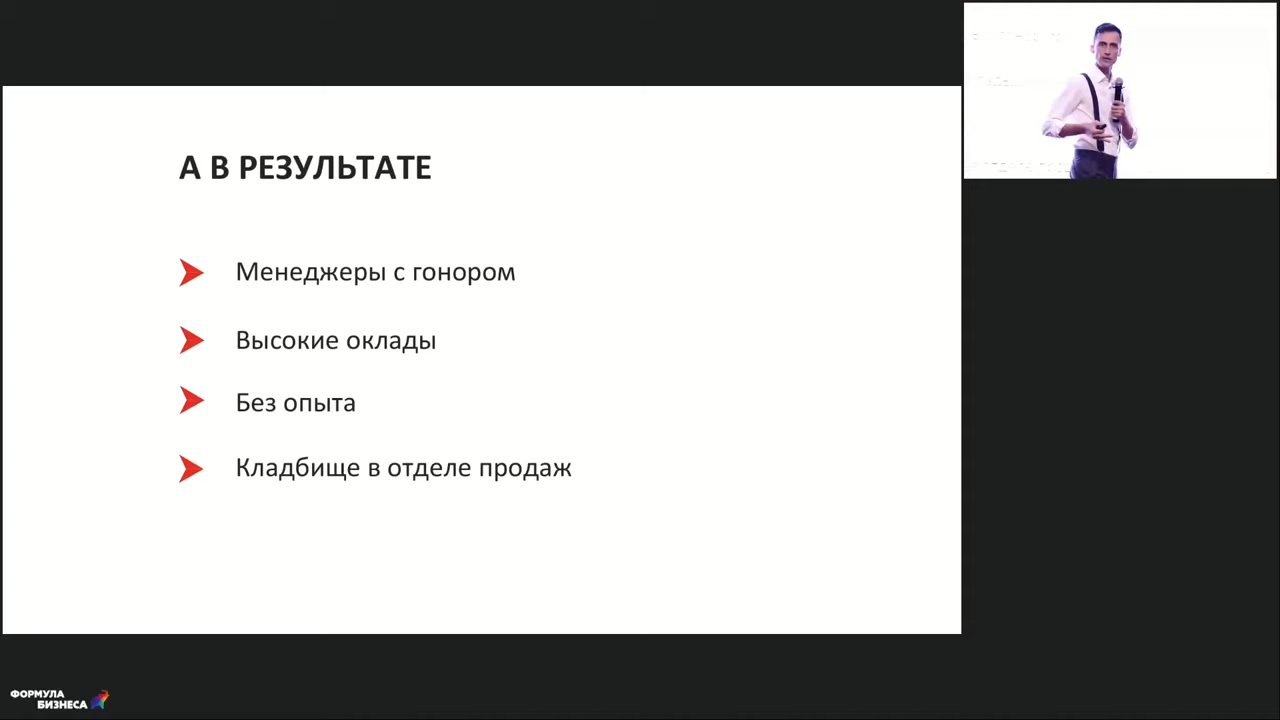 А В РЕЗУЛЬТАТЕ
Менеджеры с гонором
Высокие оклады
Без опыта
Кладбище в отделе продаж
ФОРМУЛА
БИЗНЕСА